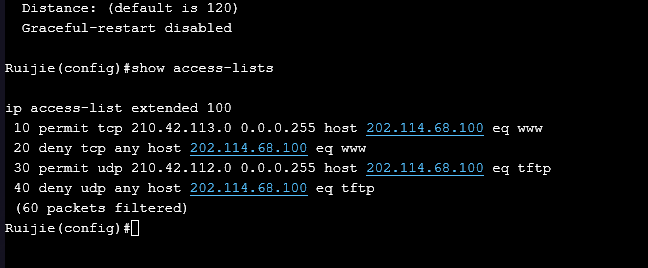 Distance: (default is 120)
Graceful-restart disabled
Ruijie(config)#show access-lists
ip access-list extended 100
10 permit tcp 210.42.113.0 0.0.0.255 host 202.114.68.100 eq www
20 deny tcp any host 202.114.68.100 eq www
30 permit udp 210.42.112.0 0.0.0.255 host 202.114.68.100 eq tftp
40 deny udp any host 202.114.68.100 eq tftp
(60 packets filtered)
Ruijie(config)#